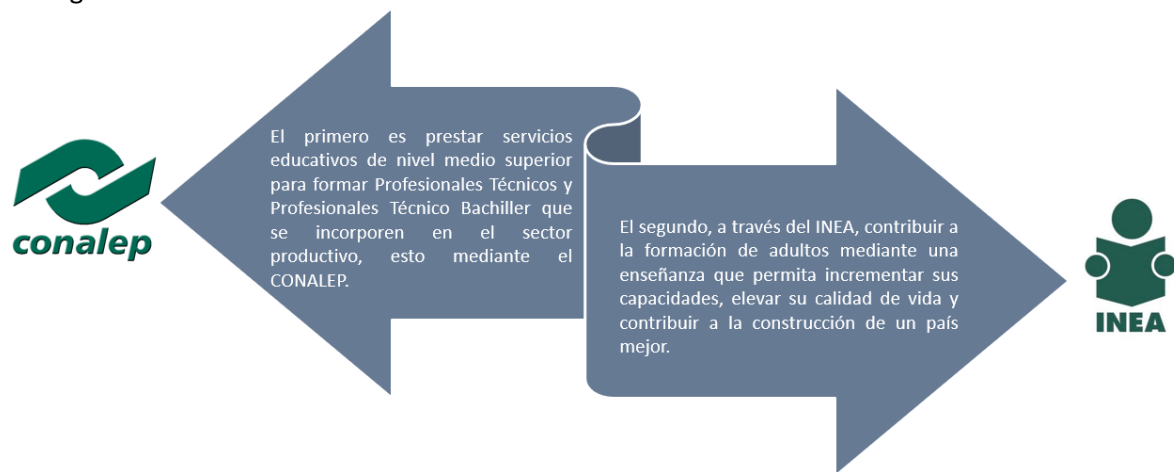 conalep
El primero es prestar servicios
educativos de nivel medio superior
para formar Profesionales Técnicos y
Profesionales Técnico Bachiller que
se incorporen en el sector
productivo, esto mediante el
CONALEP.
El segundo, a través del INEA, contribuir a
la formación de adultos mediante una
enseñanza que permita incrementar sus
capacidades, elevar su calidad de vida y
contribuir a la construcción de un país
mejor.
INEA